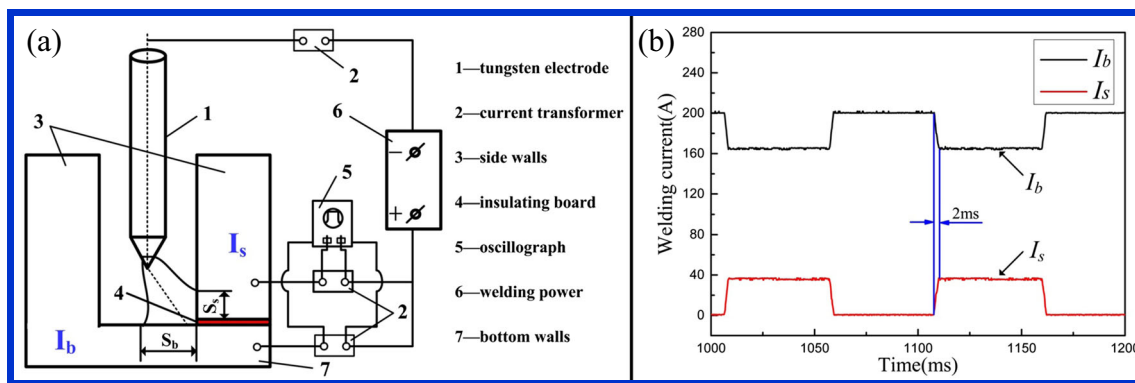 (a)
2
1—tungsten electrode
3
1
2—current transformer
6
3—side walls
5
4—insulating board
Is
5—oscillograph
4
Ss
2
6—welding power
Ib
Sb
7
7—bottom walls
(b)
280
240
200
160
120
80
40
0
Welding current(A)
Ib
Is
Ib
2ms
Is
1000
1050
1100
1150
1200
Time(ms)